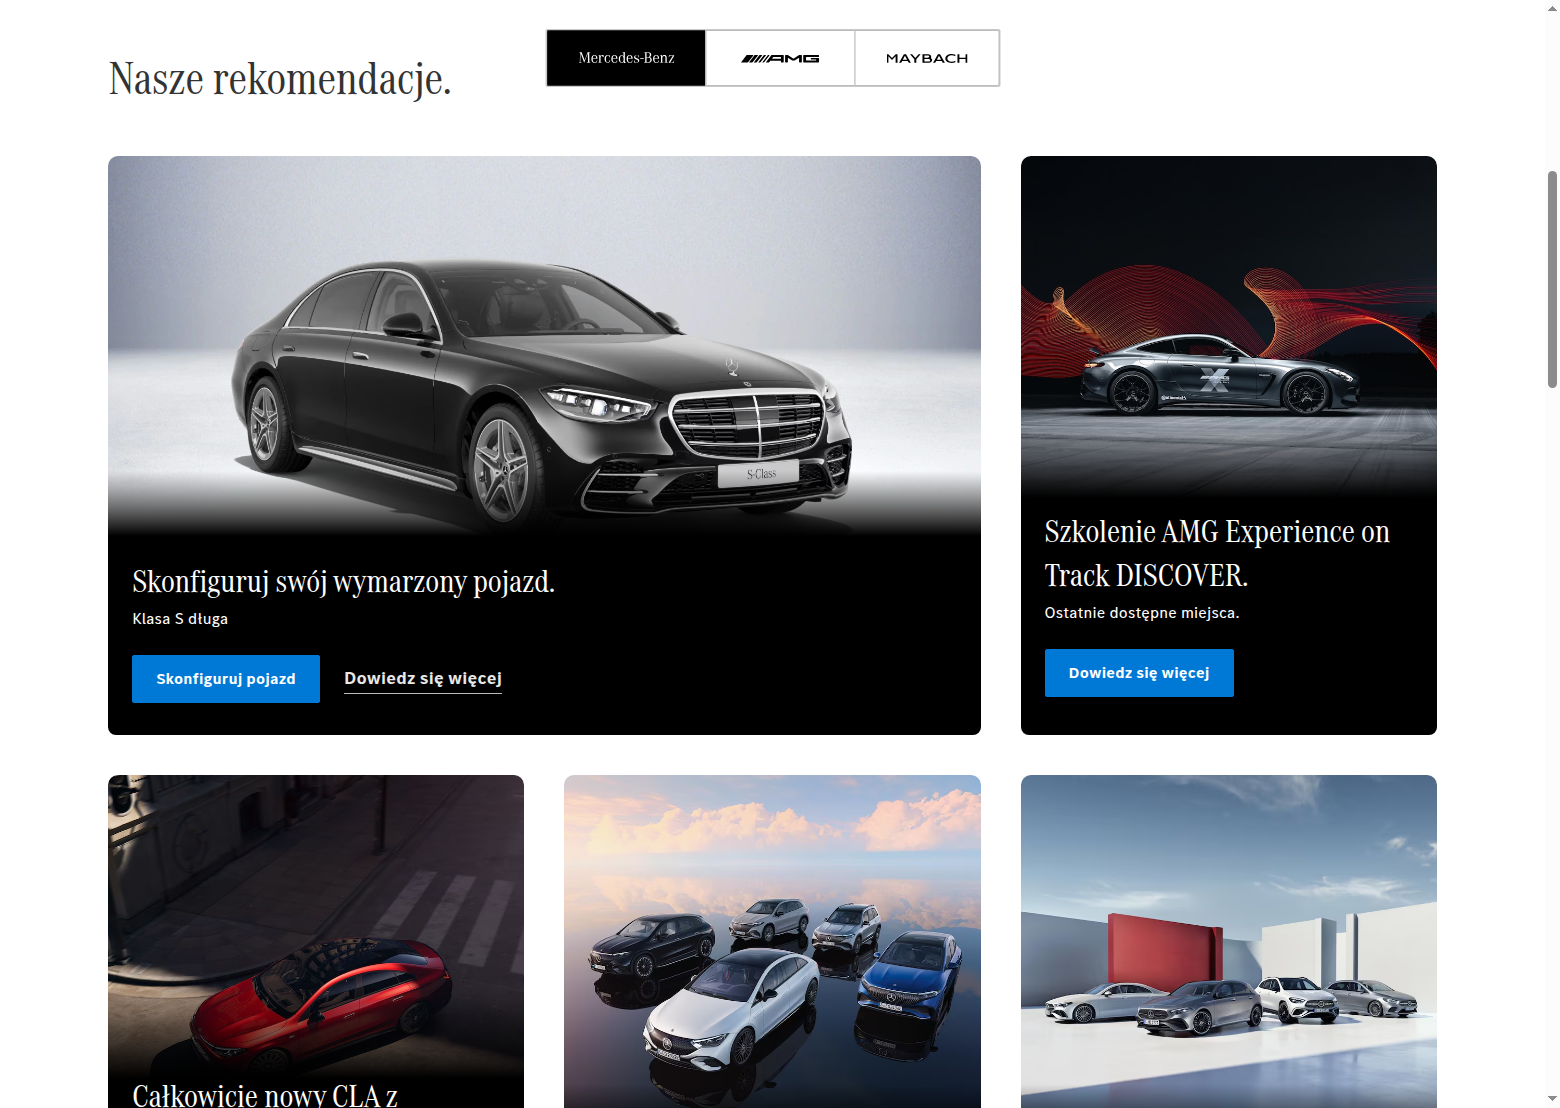 Nasze rekomendacje.
Mercedes-Benz
AMG
MAYBACH
S-Class
Skonfiguruj swój wymarzony pojazd.
Klasa S długa
Skonfiguruj pojazd
Dowiedz się więcej
Szkolenie AMG Experience on
Track DISCOVER.
Ostatnie dostępne miejsca.
Dowiedz się więcej
Całkowicie nowy CLA z